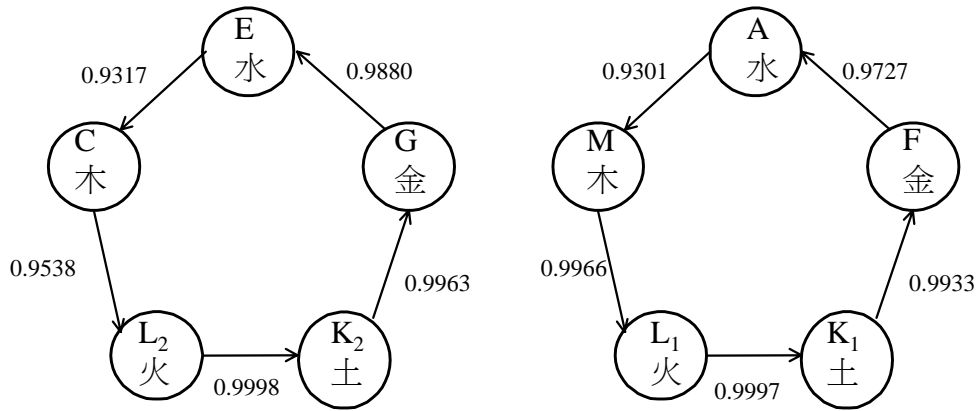 E
水
0.9317
0.9880
C
木
G
金
0.9538
0.9963
L₂
火
K₂
土
0.9998
A
水
0.9301
0.9727
M
木
F
金
0.9966
0.9933
L₁
火
K₁
土
0.9997